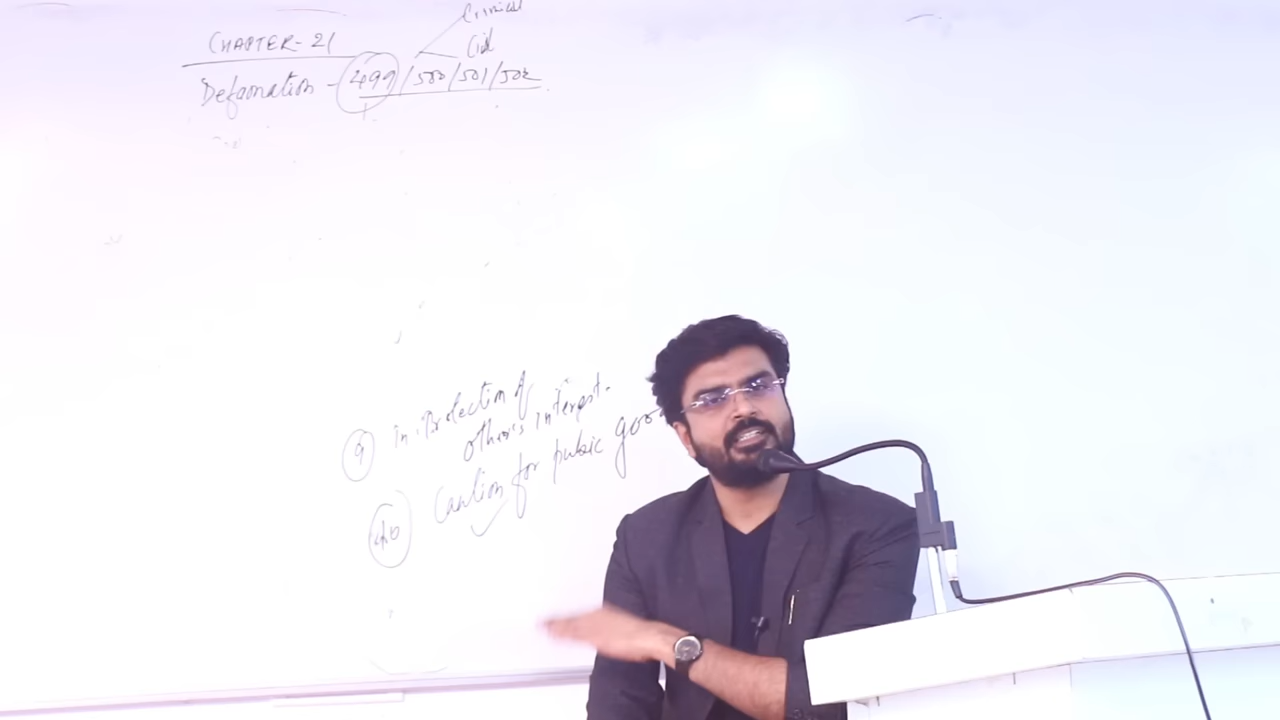 Criminal
CHAPTER-21
Civil
Defamation - 499/500/501/502
9 In Protection of
other's interest.
10 Caution for public good